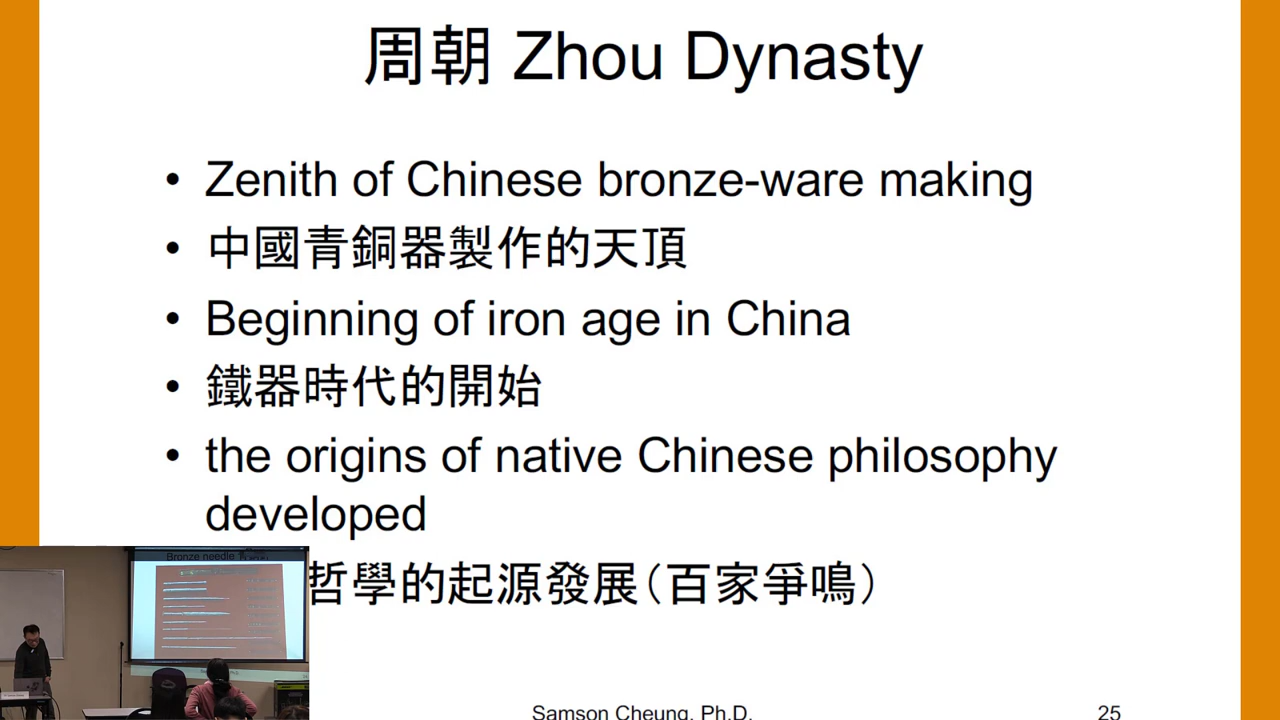 周朝 Zhou Dynasty
• Zenith of Chinese bronze-ware making
• 中國青銅器製作的天頂
• Beginning of iron age in China
• 鐵器時代的開始
• the origins of native Chinese philosophy
developed
哲學的起源發展(百家爭鳴)
Bronze needle
Samson Cheung, Ph.D.
25